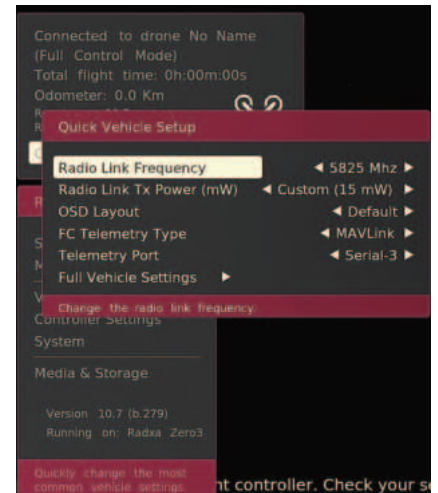 Connected to drone No Name
(Full Control Mode)
Total flight time: 0h:00m:00s
Odometer: 0.0 Km
Quick Vehicle Setup
Radio Link Frequency ◀ 5825 Mhz ▶
Radio Link Tx Power (mW) ◀ Custom (15 mW) ▶
OSD Layout ◀ Default ▶
FC Telemetry Type ◀ MAVLink ▶
Telemetry Port ◀ Serial-3 ▶
Full Vehicle Settings ▶
Change the radio link frequency.
Controller Settings
System
Media & Storage
Version 10.7 (b.279)
Running on: Radxa Zero3
Quickly change the most
common vehicle settings.
nt controller. Check your s